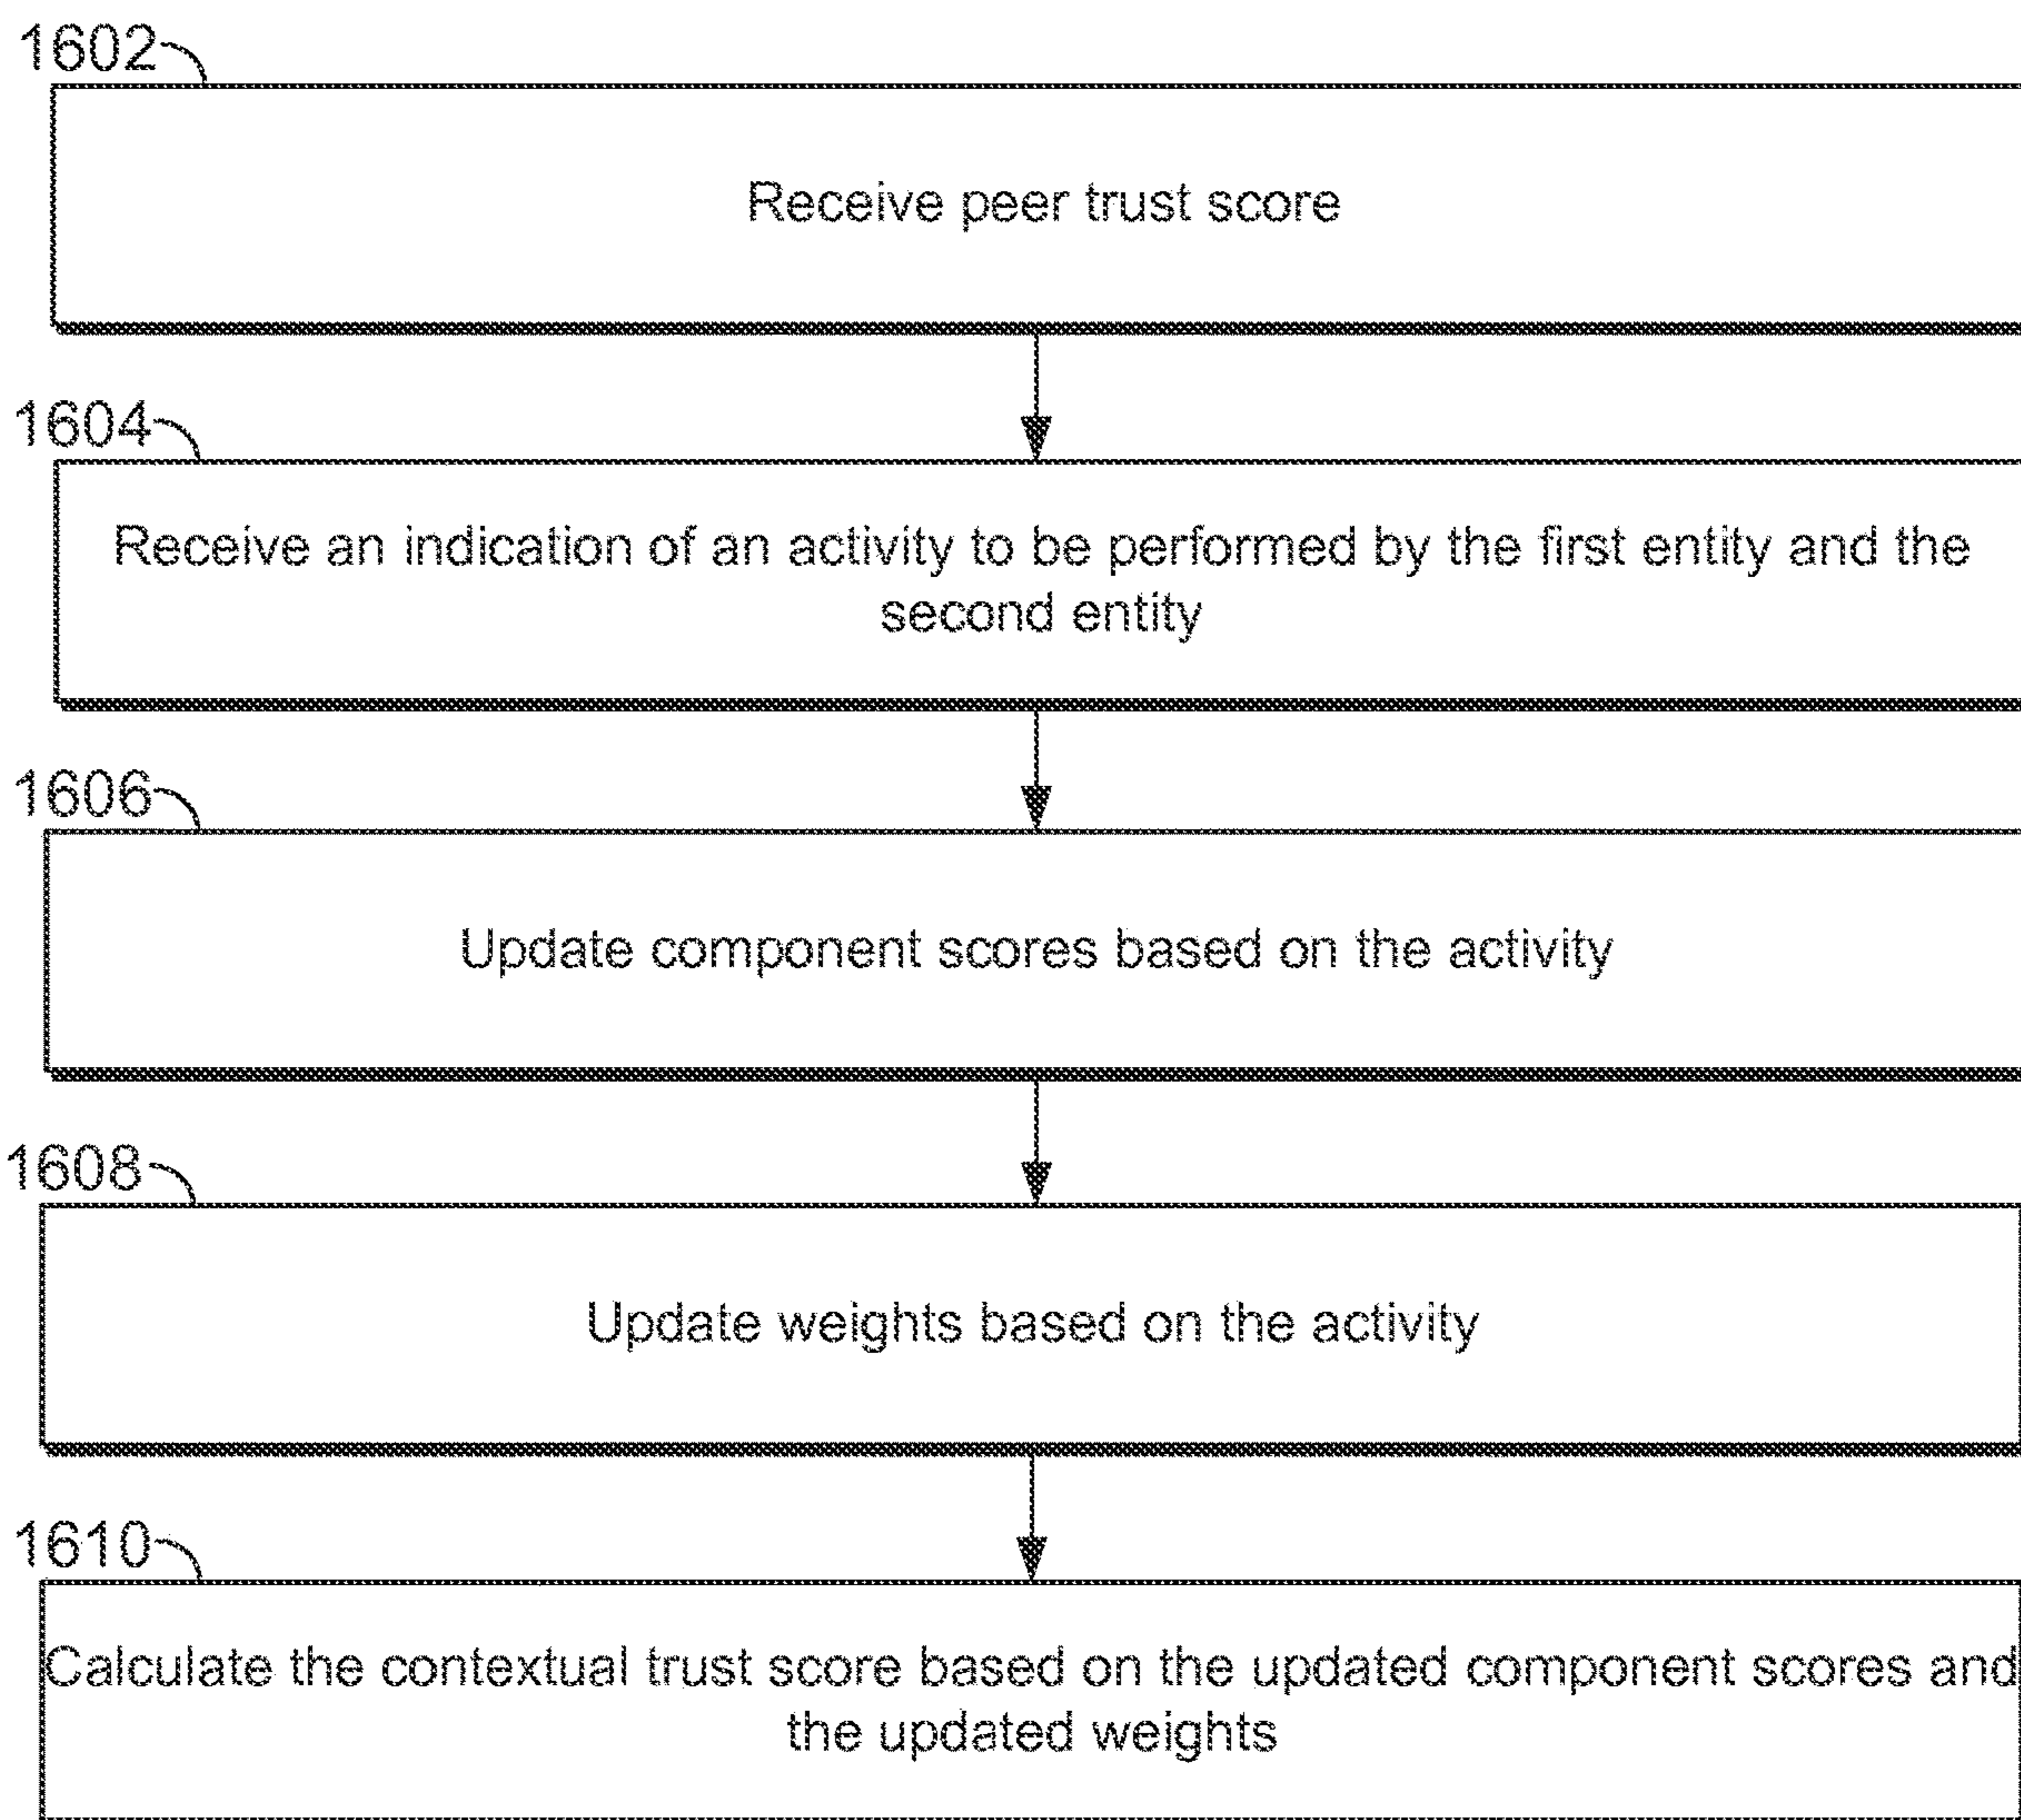 1602
Receive peer trust score
1604
Receive an indication of an activity to be performed by the first entity and the
second entity
1606
Update component scores based on the activity
1608
Update weights based on the activity
1610
Calculate the contextual trust score based on the updated component scores and
the updated weights